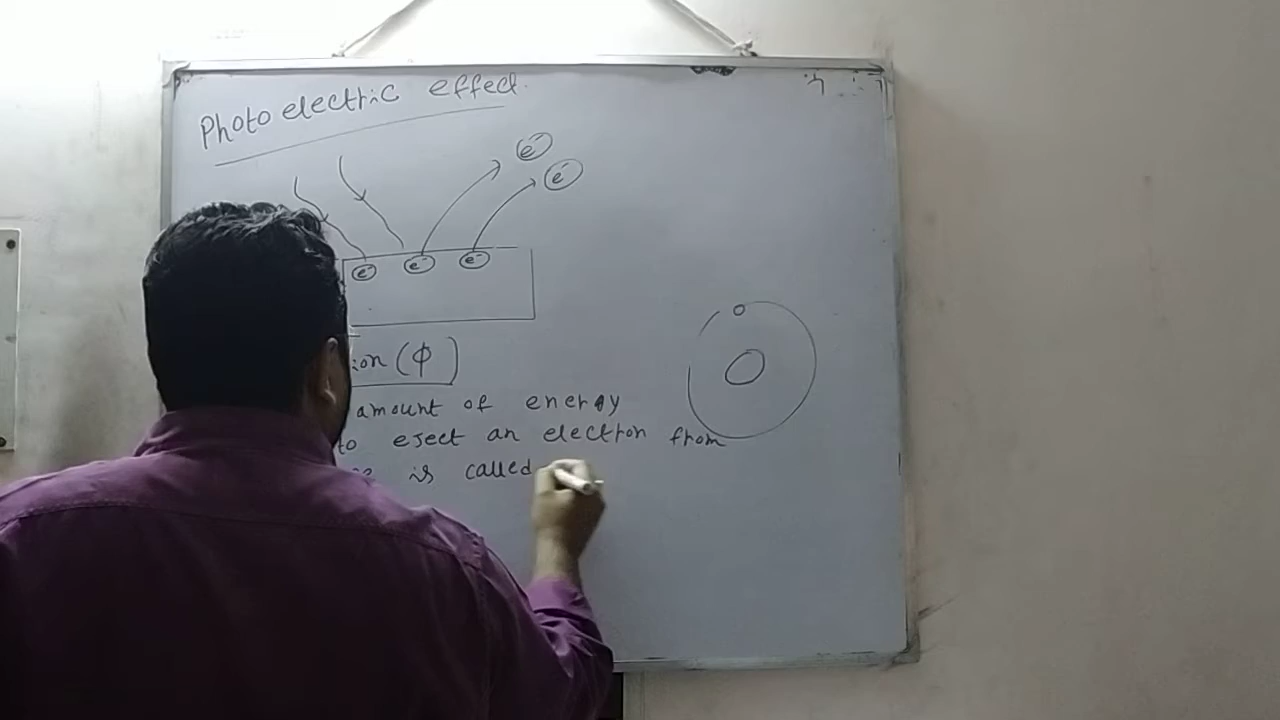 Photo electric effect.
e⁻
e⁻
e⁻ e⁻ e⁻
ion (ϕ)
amount of energy
to eject an electron from
is called